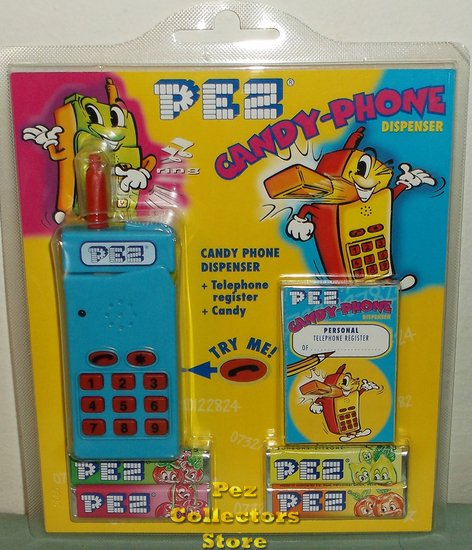 PEZ
CANDY-PHONE
DISPENSER
PEZ
CANDY PHONE
DISPENSER
+ Telephone
register
+ Candy
TRY ME!
1 2 3
4 5 6
7 8 9
PEZ
CANDY-PHONE
DISPENSER
PERSONAL
TELEPHONE REGISTER
OF
PEZ
PEZ
PEZ
PEZ
Pez
Collectors
Store